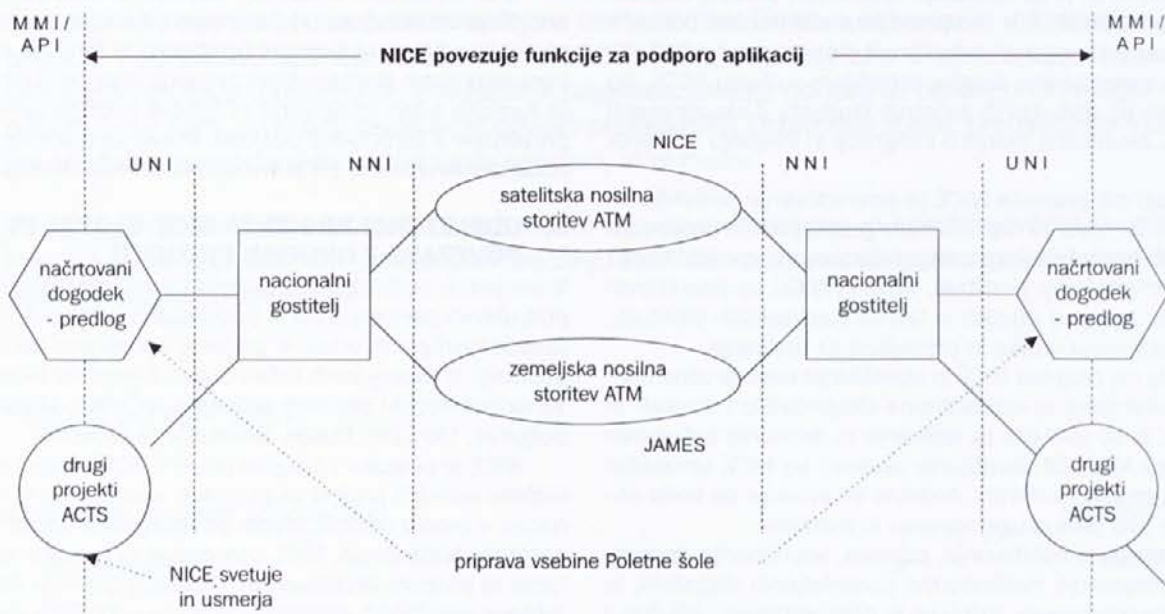 MMI/
API
MMI/
API
NICE povezuje funkcije za podporo aplikacij
UNI
NNI
NICE
NNI
UNI
satelitska nosilna
storitev ATM
načrtovani
dogodek
- predlog
nacionalni
gostitelj
nacionalni
gostitelj
načrtovani
dogodek
- predlog
zemeljska nosilna
storitev ATM
JAMES
drugi
projekti
ACTS
drugi
projekti
ACTS
NICE svetuje
in usmerja
priprava vsebine Poletne šole